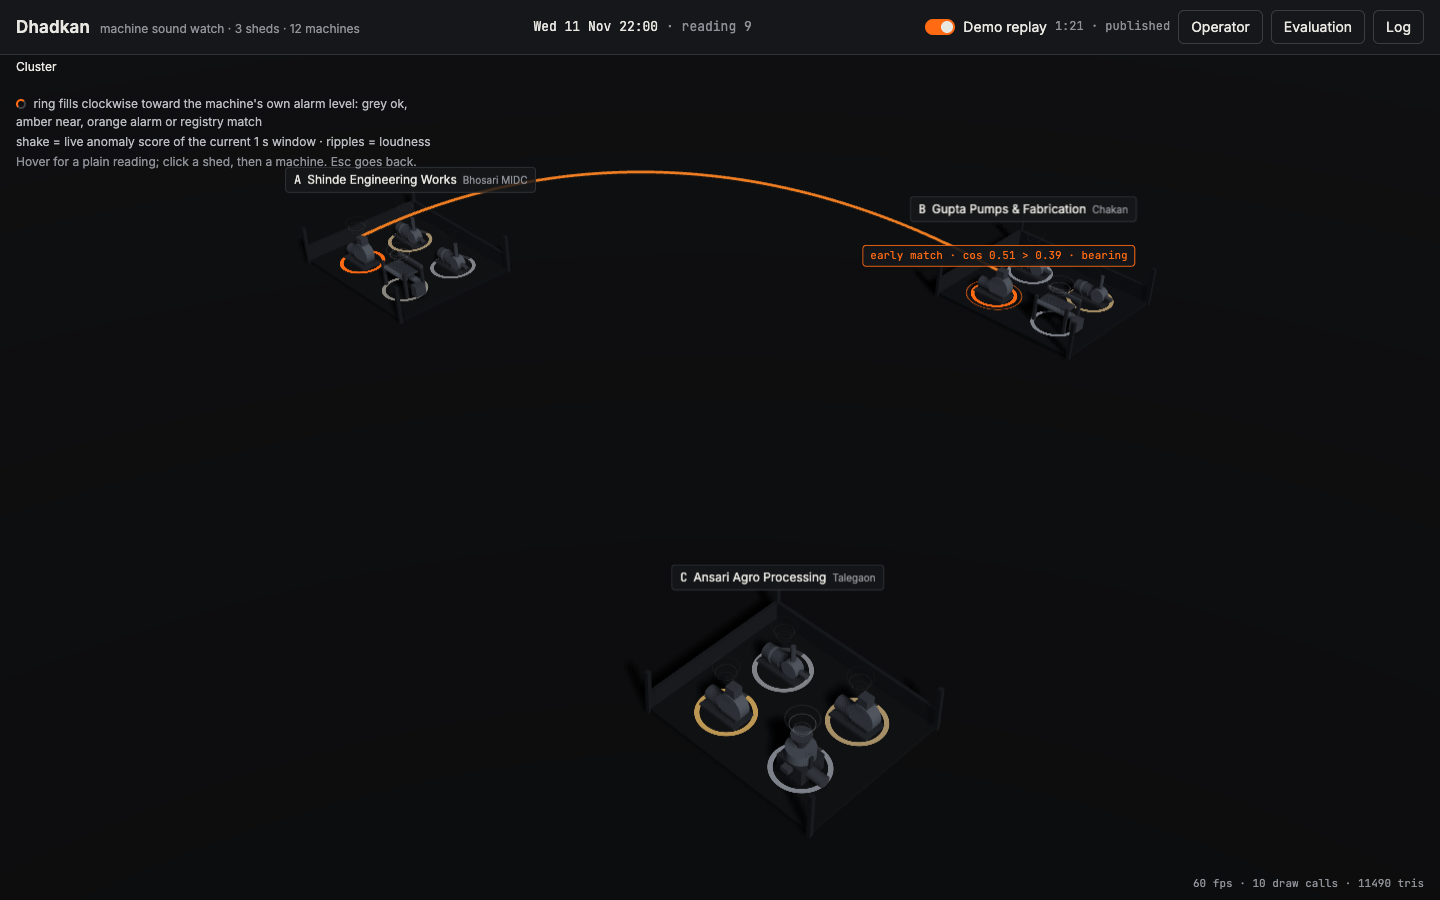 Dhadkan machine sound watch · 3 sheds · 12 machines
Wed 11 Nov 22:00 · reading 9
Demo replay 1:21 · published
Operator
Evaluation
Log
Cluster
ring fills clockwise toward the machine's own alarm level: grey ok,
amber near, orange alarm or registry match
shake = live anomaly score of the current 1 s window · ripples = loudness
Hover for a plain reading; click a shed, then a machine. Esc goes back.
A Shinde Engineering Works Bhosari MIDC
B Gupta Pumps & Fabrication Chakan
early match · cos 0.51 > 0.39 · bearing
C Ansari Agro Processing Talegaon
60 fps · 10 draw calls · 11490 tris